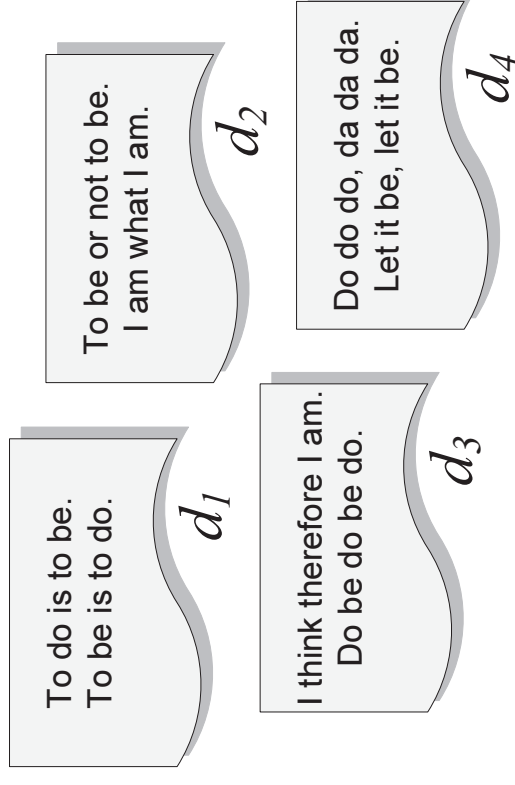 To do is to be.
To be is to do.
d1
To be or not to be.
I am what I am.
d2
I think therefore I am.
Do be do be do.
d3
Do do do, da da da.
Let it be, let it be.
d4